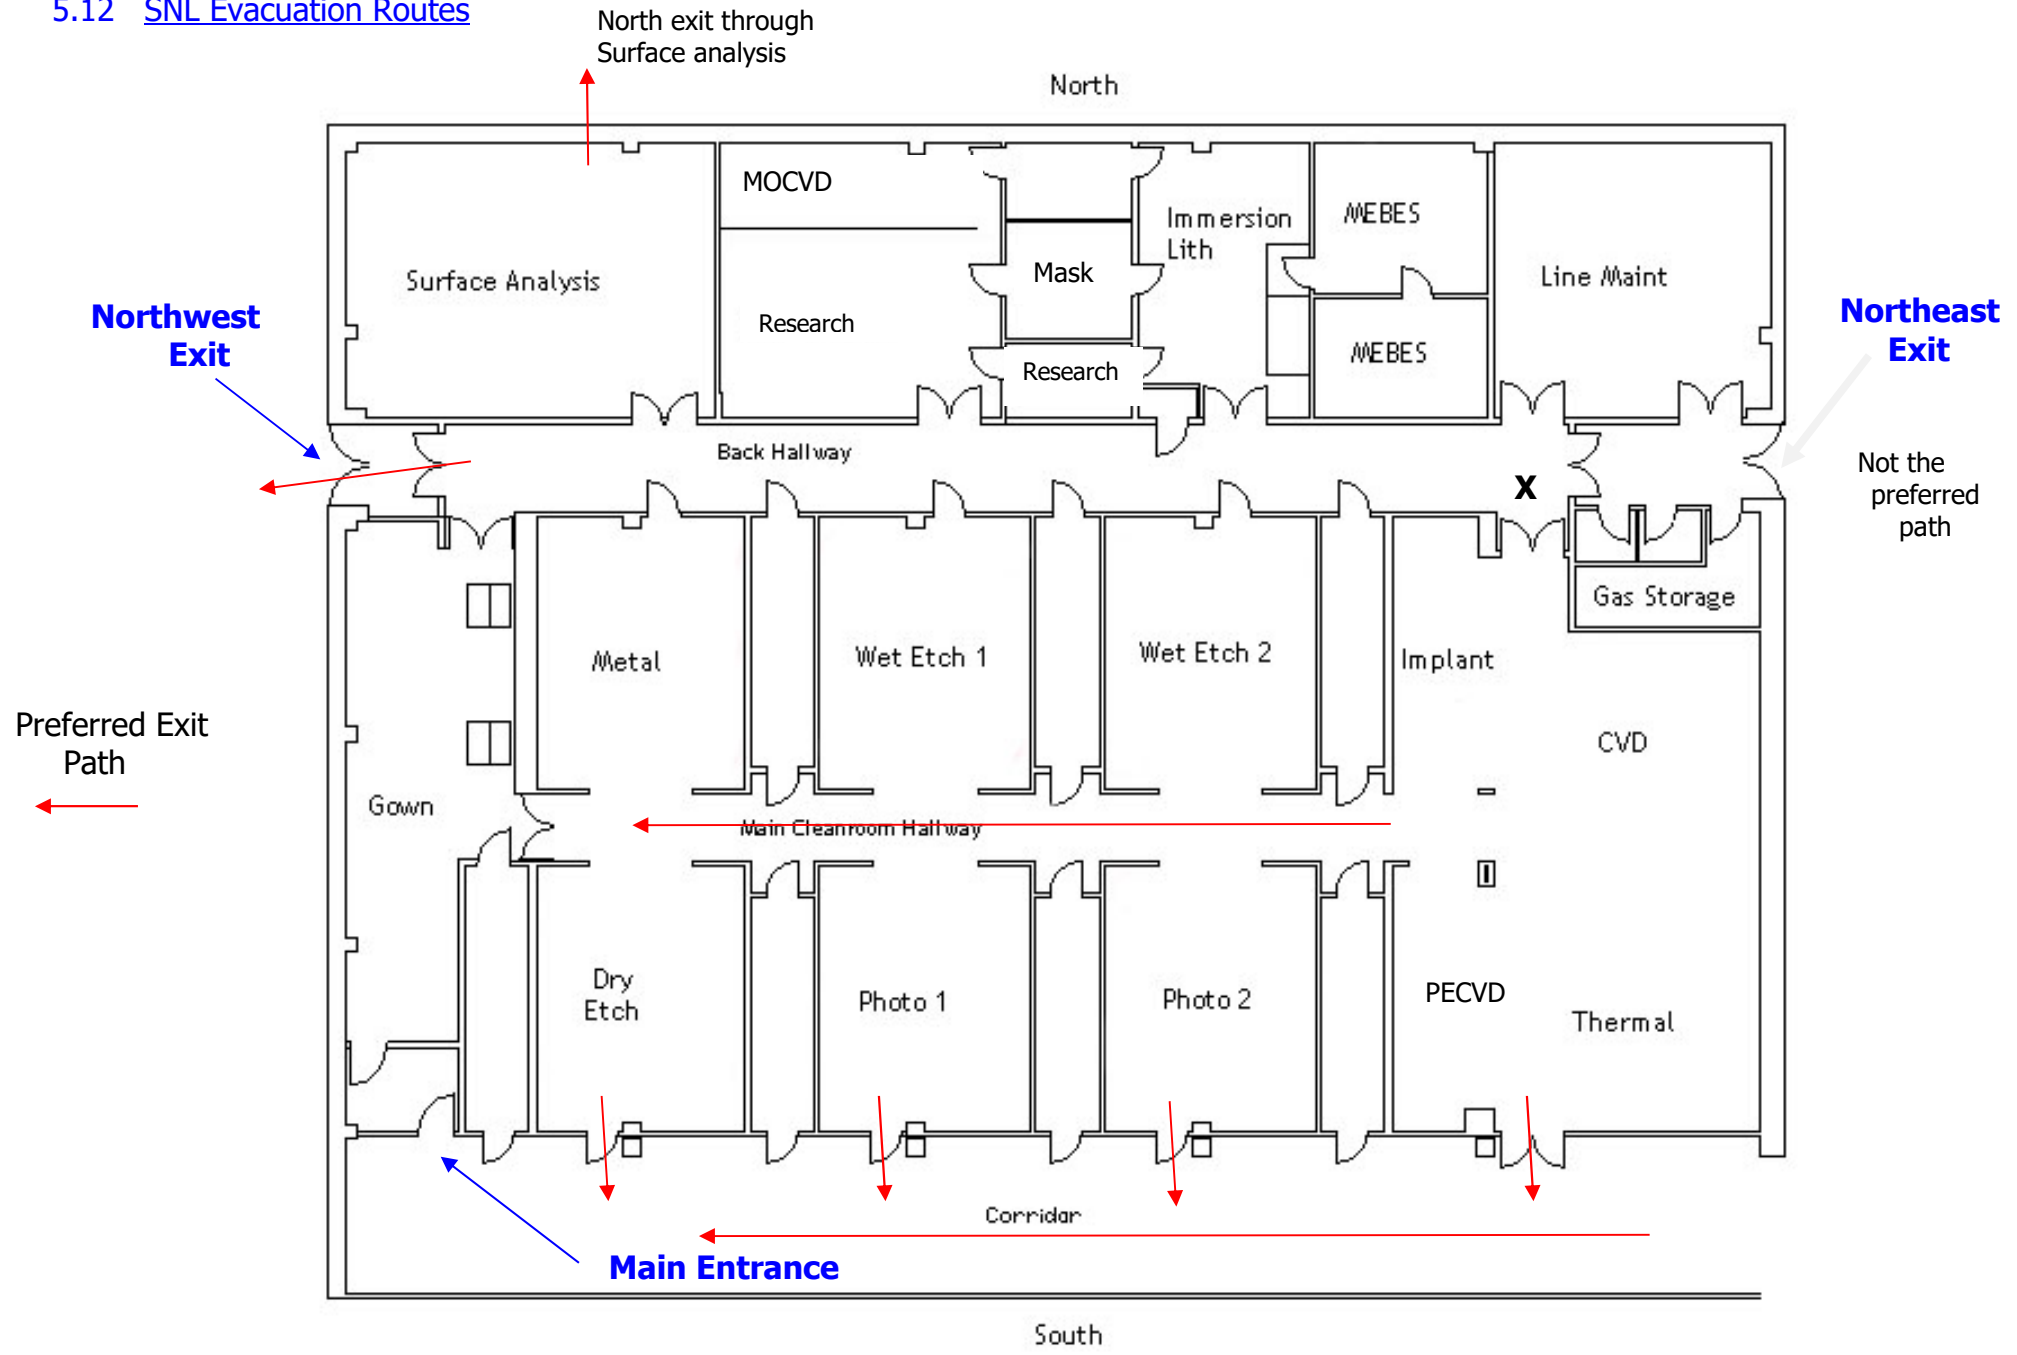 5.12 SNL Evacuation Routes
North exit through
Surface analysis
North
MOCVD
Immersion
Lith
MEBES
Surface Analysis
Mask
Line Maint
Northwest
Exit
Northeast
Exit
Research
MEBES
Research
Back Hallway
Not the
preferred
path
X
Gas Storage
Metal
Wet Etch 1
Wet Etch 2
Implant
Preferred Exit
Path
CVD
Gown
Main Cleanroom Hallway
Dry
Etch
Photo 1
Photo 2
PECVD
Thermal
Corridor
Main Entrance
South